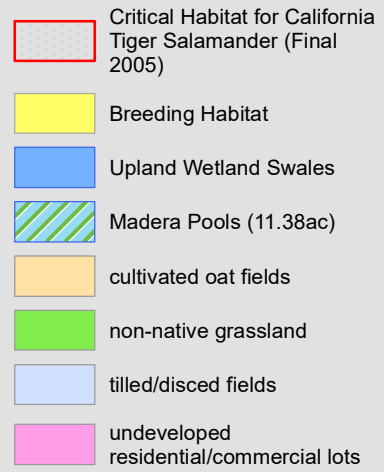 Critical Habitat for California
Tiger Salamander (Final
2005)
Breeding Habitat
Upland Wetland Swales
Madera Pools (11.38ac)
cultivated oat fields
non-native grassland
tilled/disced fields
undeveloped
residential/commercial lots